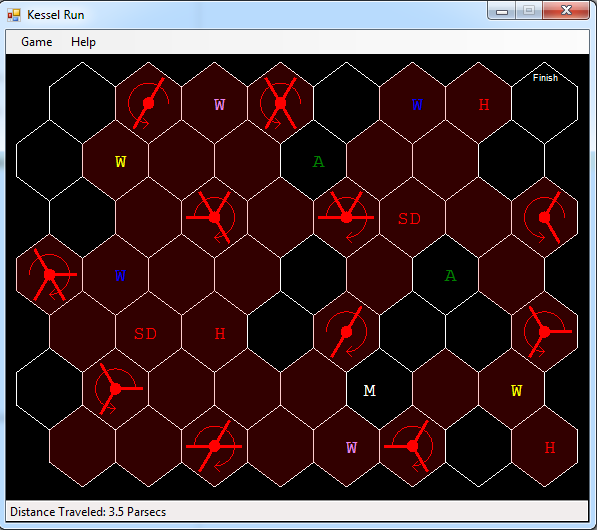 Kessel Run
Game Help
Finish
W W H
W A
SD
W A
SD H
M W
W H
Distance Traveled: 3.5 Parsecs